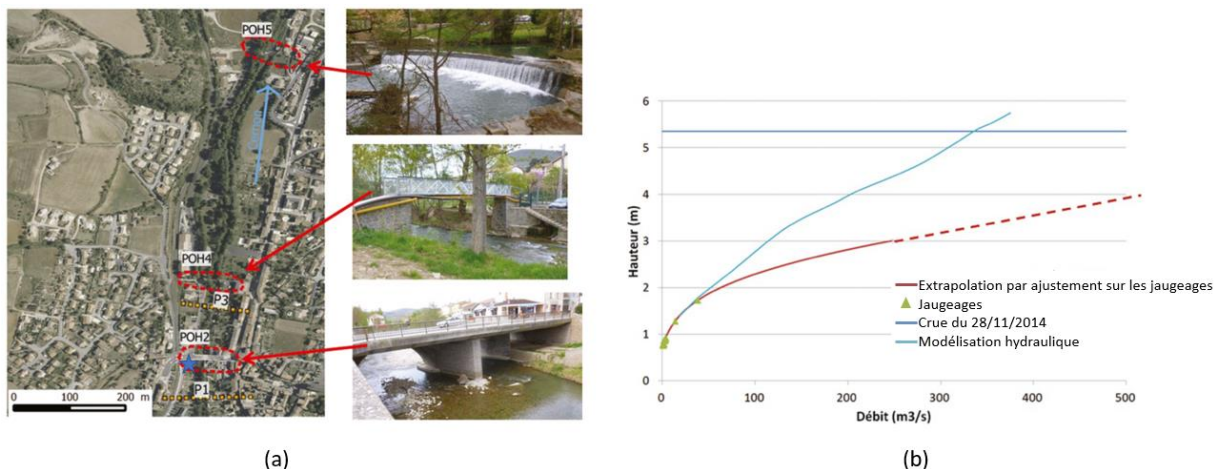 POH5
POH4
P3
POH2
P1
0 100 200 m
(a)
6
5
4
3
2
1
0
Hauteur (m)
0 100 200 300 400 500
Débit (m3/s)
Extrapolation par ajustement sur les jaugeages
Jaugeages
Crue du 28/11/2014
Modélisation hydraulique
(b)